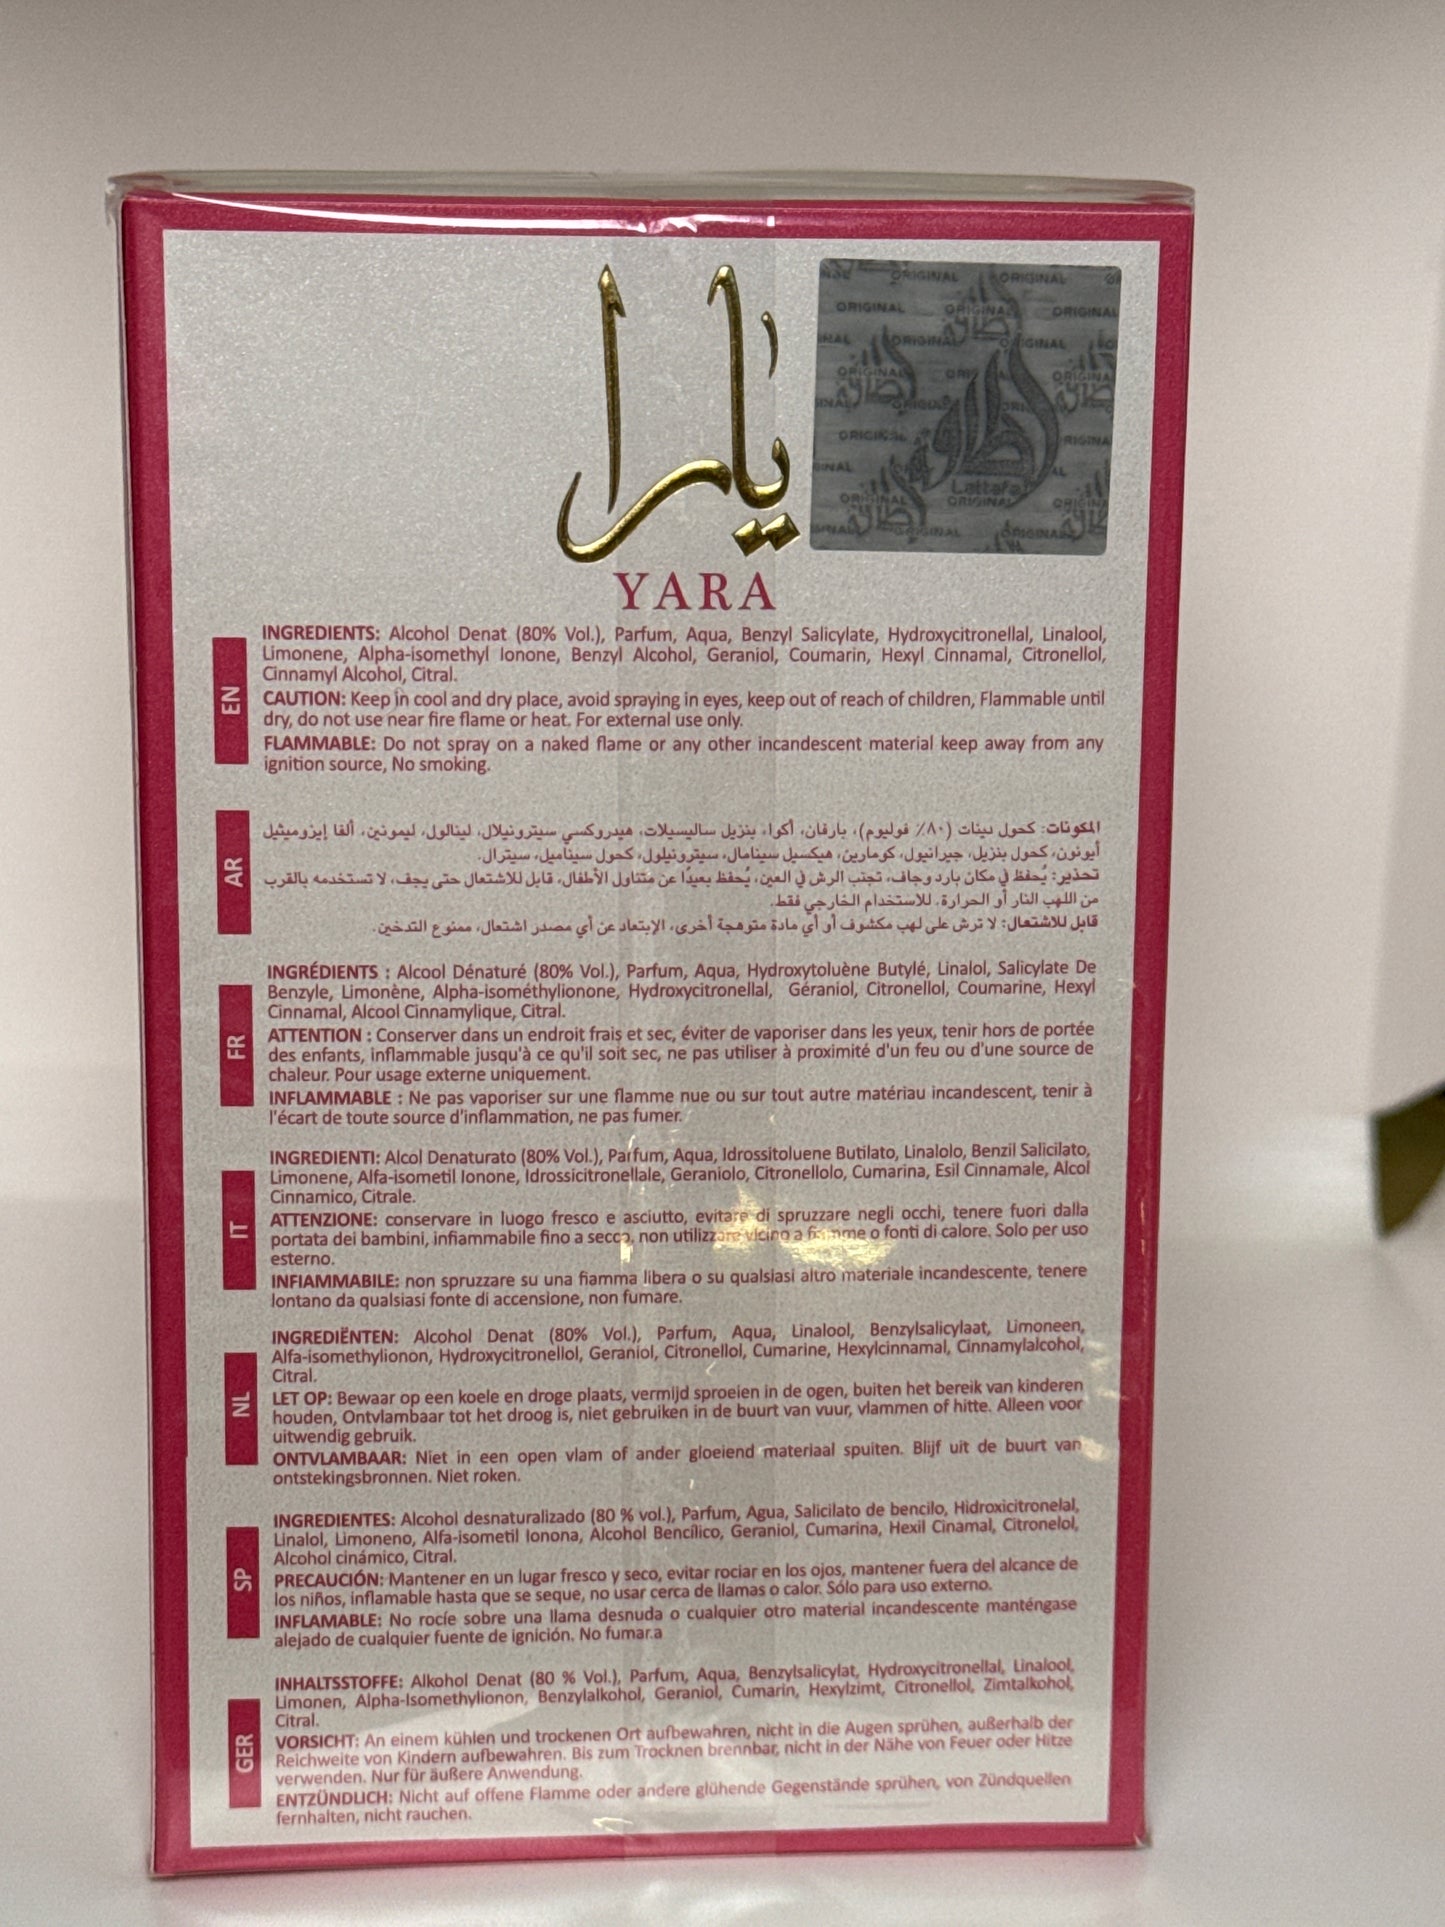 يارا
ORIGINAL
Lattafa
YARA
EN
INGREDIENTS: Alcohol Denat (80% Vol.), Parfum, Aqua, Benzyl Salicylate, Hydroxycitronellal, Linalool,
Limonene, Alpha-isomethyl Ionone, Benzyl Alcohol, Geraniol, Coumarin, Hexyl Cinnamal, Citronellol,
Cinnamyl Alcohol, Citral.
CAUTION: Keep in cool and dry place, avoid spraying in eyes, keep out of reach of children, Flammable until
dry, do not use near fire flame or heat. For external use only.
FLAMMABLE: Do not spray on a naked flame or any other incandescent material keep away from any
ignition source, No smoking.
AR
المكونات: كحول دينات (٨٠٪ فوليوم)، بارفان، أكوا، بنزيل ساليسيلات، هيدروكسي سيترونيلال، لينالول، ليمونين، ألفا إيزوميثيل
أيونون، كحول بنزيل، جيرانيول، كومارين، هيكسيل سينامال، سيترونيلول، كحول سيناميل، سيترال.
تحذير: يُحفظ في مكان بارد وجاف، تجنب الرش في العين، يُحفظ بعيدًا عن متناول الأطفال، قابل للاشتعال حتى يجف، لا تستخدمه بالقرب
من اللهب النار أو الحرارة. للاستخدام الخارجي فقط.
قابل للاشتعال: لا ترش على لهب مكشوف أو أي مادة متوهجة أخرى، الإبتعاد عن أي مصدر اشتعال، ممنوع التدخين.
FR
INGRÉDIENTS : Alcool Dénaturé (80% Vol.), Parfum, Aqua, Hydroxytoluène Butylé, Linalol, Salicylate De
Benzyle, Limonène, Alpha-isométhylionone, Hydroxycitronellal, Géraniol, Citronellol, Coumarine, Hexyl
Cinnamal, Alcool Cinnamylique, Citral.
ATTENTION : Conserver dans un endroit frais et sec, éviter de vaporiser dans les yeux, tenir hors de portée
des enfants, inflammable jusqu'à ce qu'il soit sec, ne pas utiliser à proximité d'un feu ou d'une source de
chaleur. Pour usage externe uniquement.
INFLAMMABLE : Ne pas vaporiser sur une flamme nue ou sur tout autre matériau incandescent, tenir à
l'écart de toute source d'inflammation, ne pas fumer.
IT
INGREDIENTI: Alcol Denaturato (80% Vol.), Parfum, Aqua, Idrossitoluene Butilato, Linalolo, Benzil Salicilato,
Limonene, Alfa-isometil Ionone, Idrossicitronellale, Geraniolo, Citronellolo, Cumarina, Esil Cinnamale, Alcol
Cinnamico, Citrale.
ATTENZIONE: conservare in luogo fresco e asciutto, evitare di spruzzare negli occhi, tenere fuori dalla
portata dei bambini, infiammabile fino a secco, non utilizzare vicino a fiamme o fonti di calore. Solo per uso
esterno.
INFIAMMABILE: non spruzzare su una fiamma libera o su qualsiasi altro materiale incandescente, tenere
lontano da qualsiasi fonte di accensione, non fumare.
NL
INGREDIËNTEN: Alcohol Denat (80% Vol.), Parfum, Aqua, Linalool, Benzylsalicylaat, Limoneen,
Alfa-isomethylionon, Hydroxycitronellol, Geraniol, Citronellol, Cumarine, Hexylcinnamal, Cinnamylalcohol,
Citral.
LET OP: Bewaar op een koele en droge plaats, vermijd sproeien in de ogen, buiten het bereik van kinderen
houden, Ontvlambaar tot het droog is, niet gebruiken in de buurt van vuur, vlammen of hitte. Alleen voor
uitwendig gebruik.
ONTVLAMBAAR: Niet in een open vlam of ander gloeiend materiaal spuiten. Blijf uit de buurt van
ontstekingsbronnen. Niet roken.
SP
INGREDIENTES: Alcohol desnaturalizado (80 % vol.), Parfum, Agua, Salicilato de bencilo, Hidroxicitronelal,
Linalol, Limoneno, Alfa-isometil Ionona, Alcohol Bencílico, Geraniol, Cumarina, Hexil Cinamal, Citronelol,
Alcohol cinámico, Citral.
PRECAUCIÓN: Mantener en un lugar fresco y seco, evitar rociar en los ojos, mantener fuera del alcance de
los niños, inflamable hasta que se seque, no usar cerca de llamas o calor. Sólo para uso externo.
INFLAMABLE: No rocíe sobre una llama desnuda o cualquier otro material incandescente manténgase
alejado de cualquier fuente de ignición. No fumar.a
GER
INHALTSSTOFFE: Alkohol Denat (80 % Vol.), Parfum, Aqua, Benzylsalicylat, Hydroxycitronellal, Linalool,
Limonen, Alpha-Isomethylionon, Benzylalkohol, Geraniol, Cumarin, Hexylzimt, Citronellol, Zimtalkohol,
Citral.
VORSICHT: An einem kühlen und trockenen Ort aufbewahren, nicht in die Augen sprühen, außerhalb der
Reichweite von Kindern aufbewahren. Bis zum Trocknen brennbar, nicht in der Nähe von Feuer oder Hitze
verwenden. Nur für äußere Anwendung.
ENTZÜNDLICH: Nicht auf offene Flamme oder andere glühende Gegenstände sprühen, von Zündquellen
fernhalten, nicht rauchen.